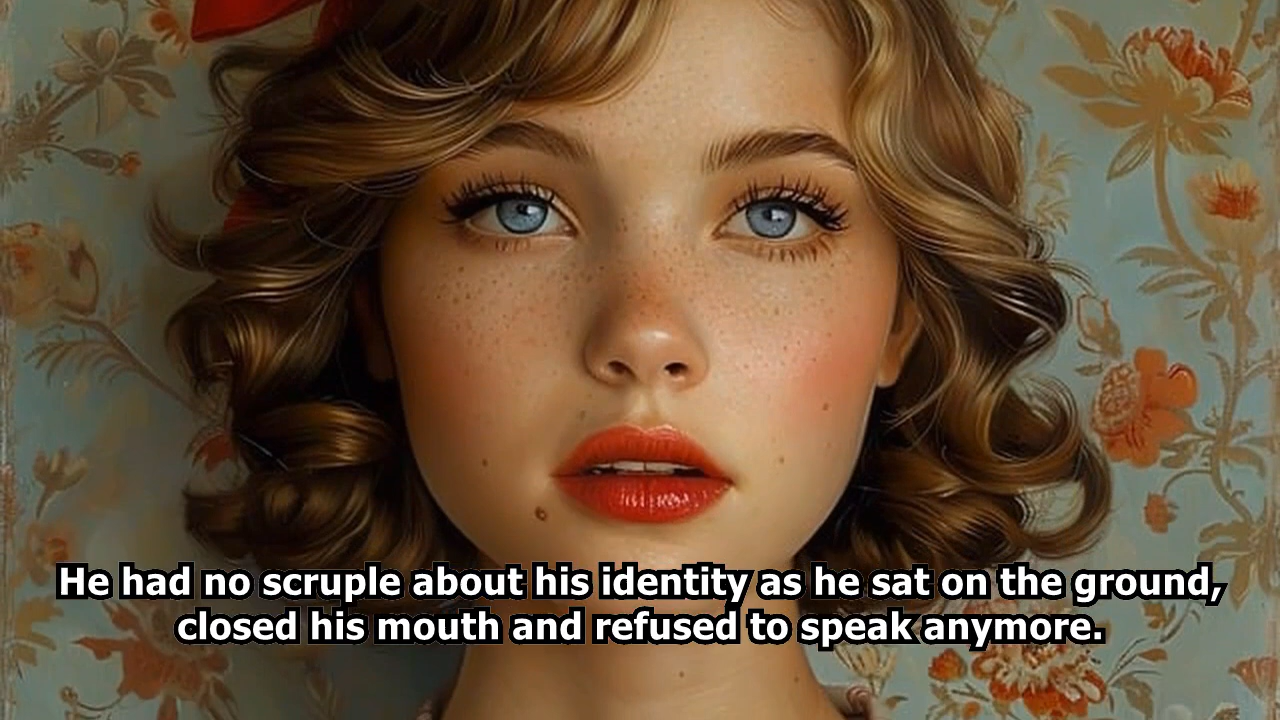 He had no scruple about his identity as he sat on the ground,
closed his mouth and refused to speak anymore.